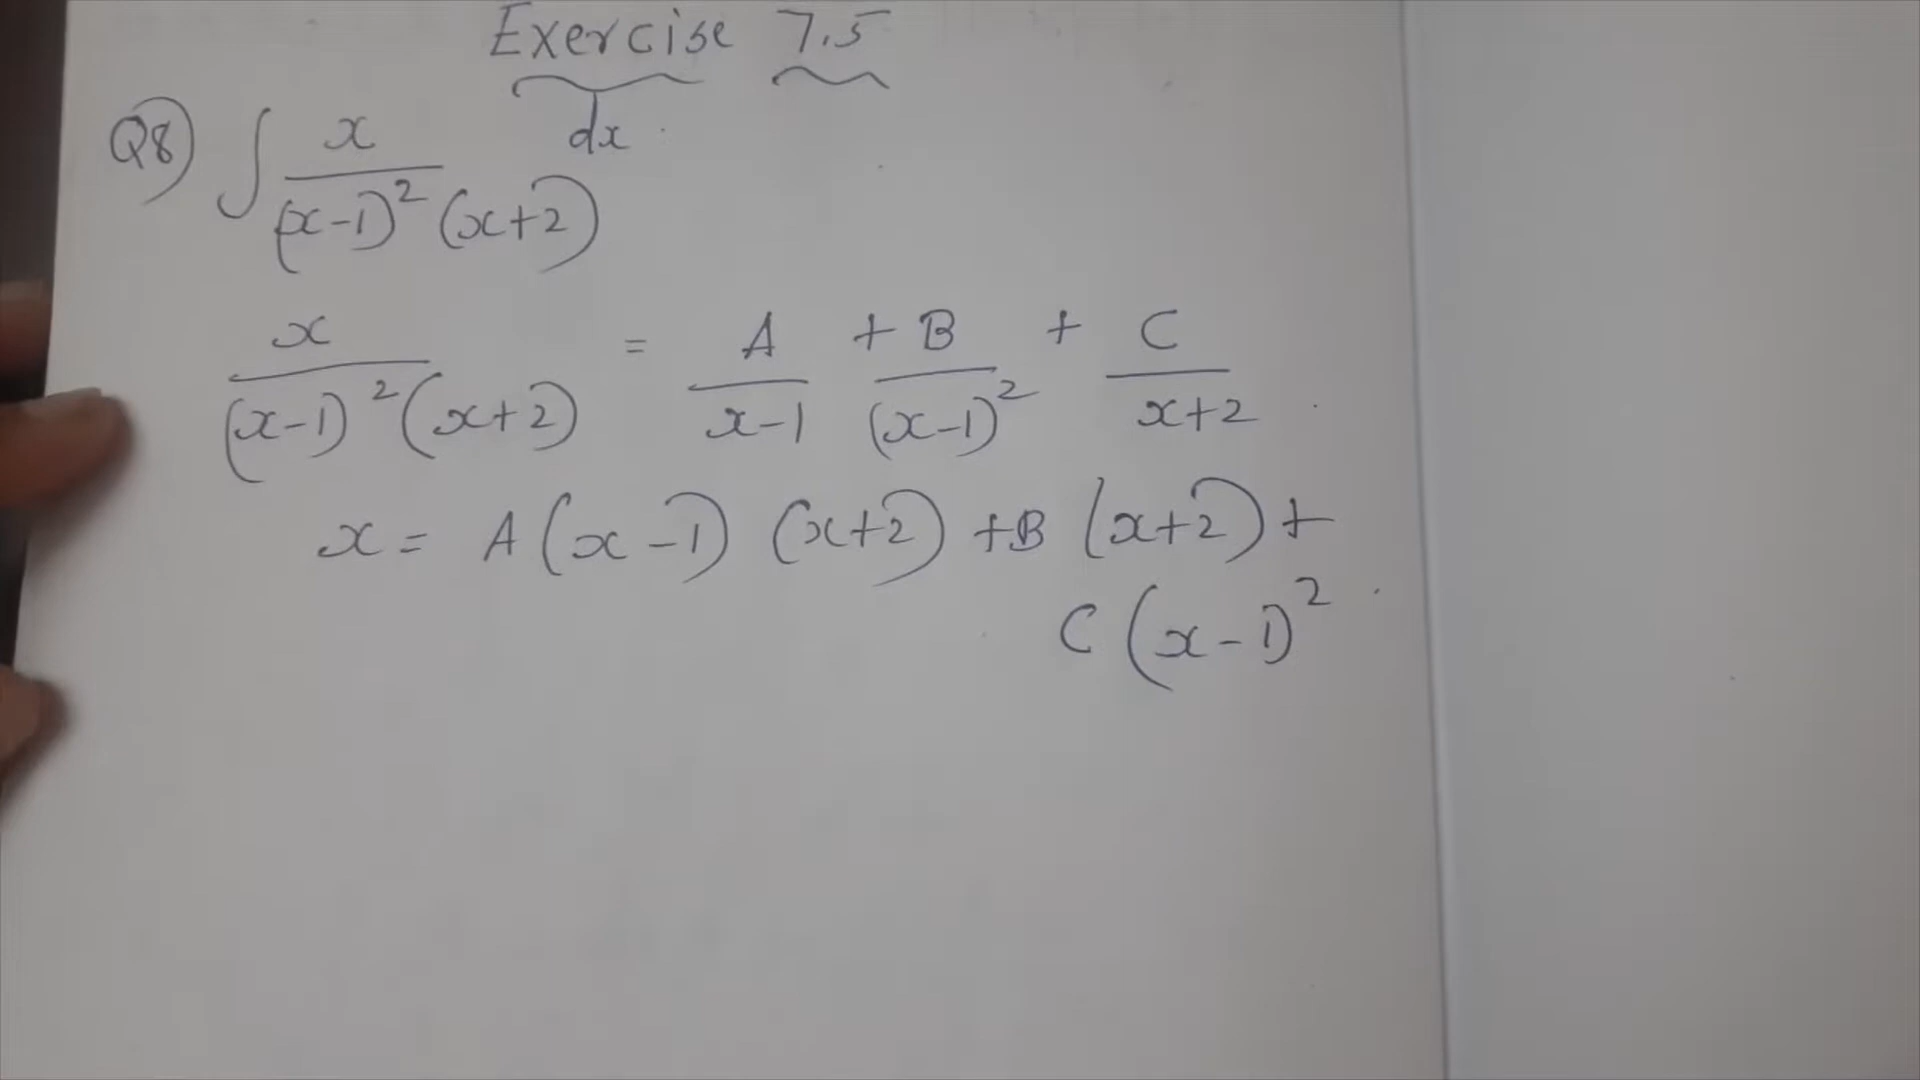 Exercise 7.5
Q8) ∫ x/((x-1)²(x+2)) dx
x/((x-1)²(x+2)) = A/(x-1) + B/(x-1)² + C/(x+2)
x = A(x-1) (x+2) + B (x+2) +
C (x-1)²